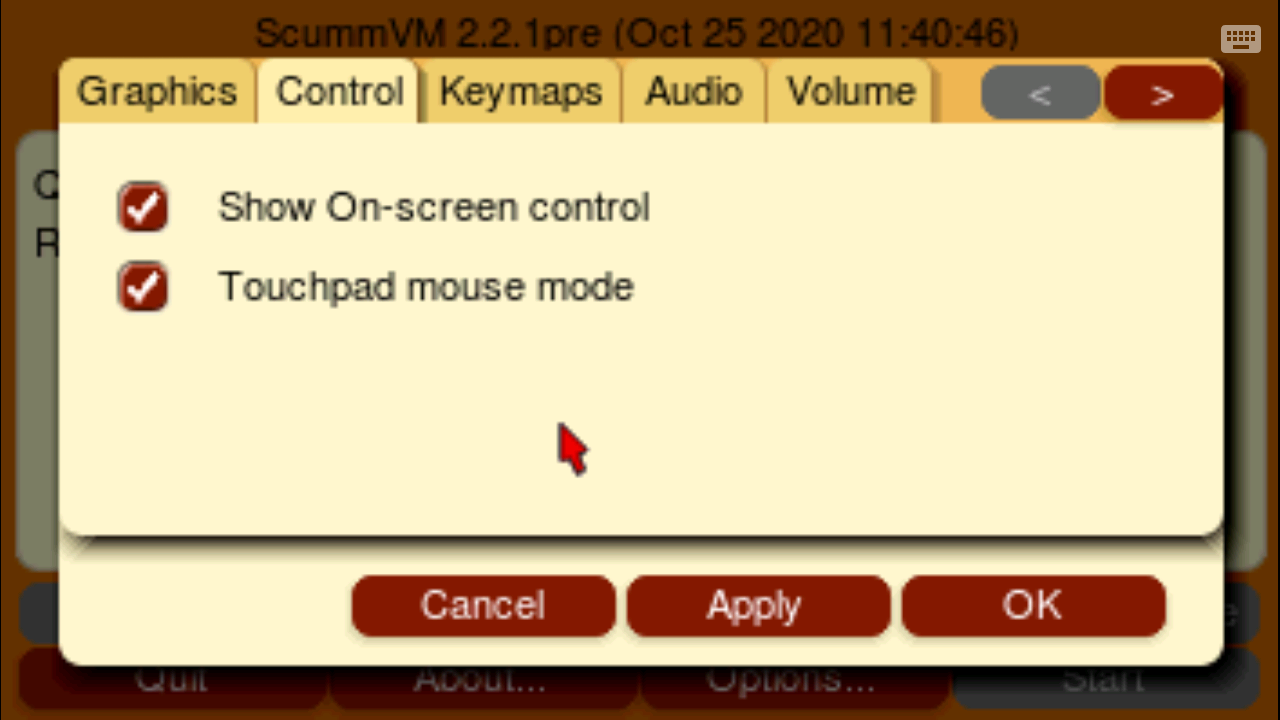 ScummVM 2.2.1pre (Oct 25 2020 11:40:46)
Graphics Control Keymaps Audio Volume < >
Show On-screen control
Touchpad mouse mode
Cancel Apply OK
Quit About... Options... Start